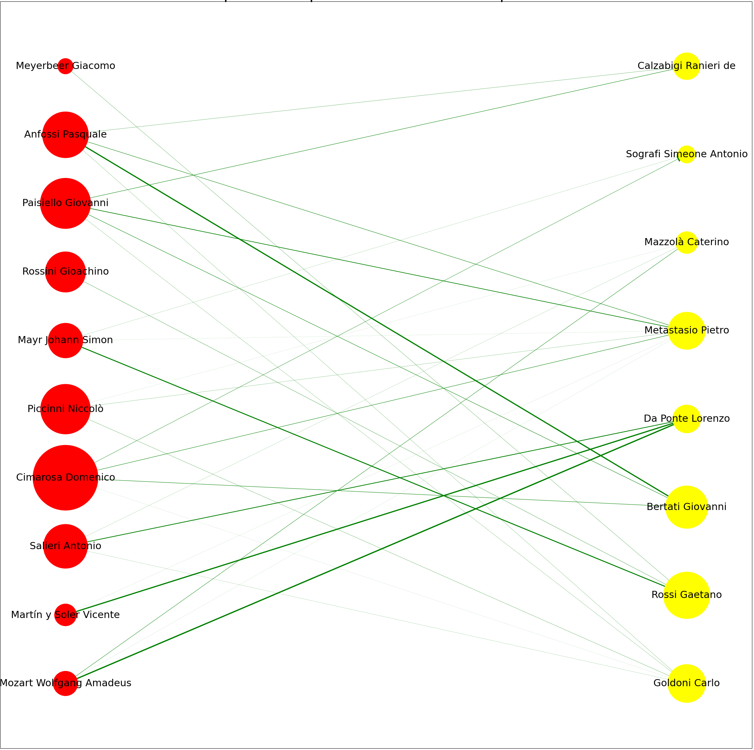 Meyerbeer Giacomo
Anfossi Pasquale
Paisiello Giovanni
Rossini Gioachino
Mayr Johann Simon
Piccinni Niccolò
Cimarosa Domenico
Salieri Antonio
Martín y Soler Vicente
Mozart Wolfgang Amadeus
Calzabigi Ranieri de
Sografi Simeone Antonio
Mazzolà Caterino
Metastasio Pietro
Da Ponte Lorenzo
Bertati Giovanni
Rossi Gaetano
Goldoni Carlo